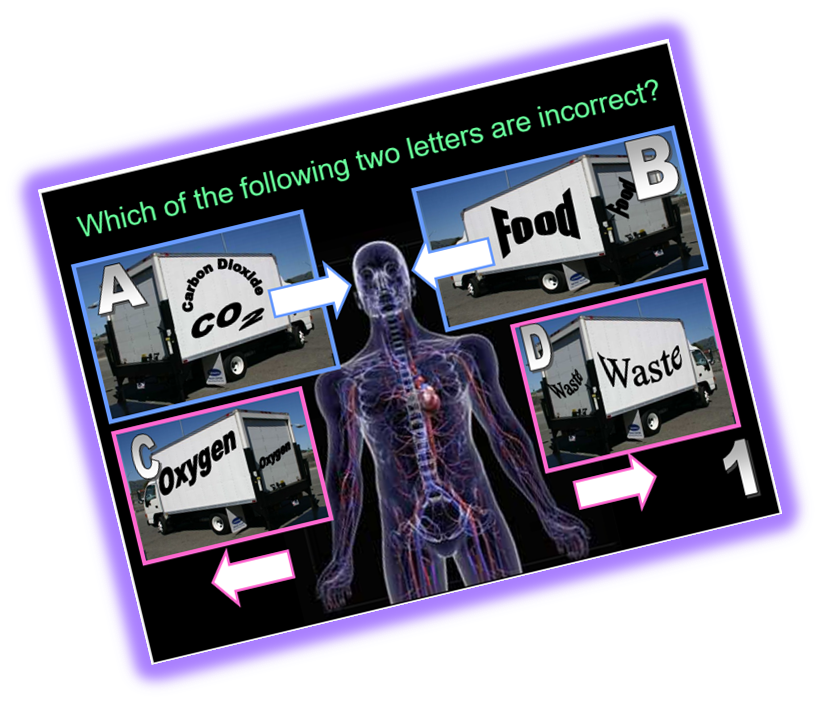 Which of the following two letters are incorrect?
A
Carbon Dioxide
CO2
B
Food
Food
C
Oxygen
Oxygen
D
Waste
Waste
1